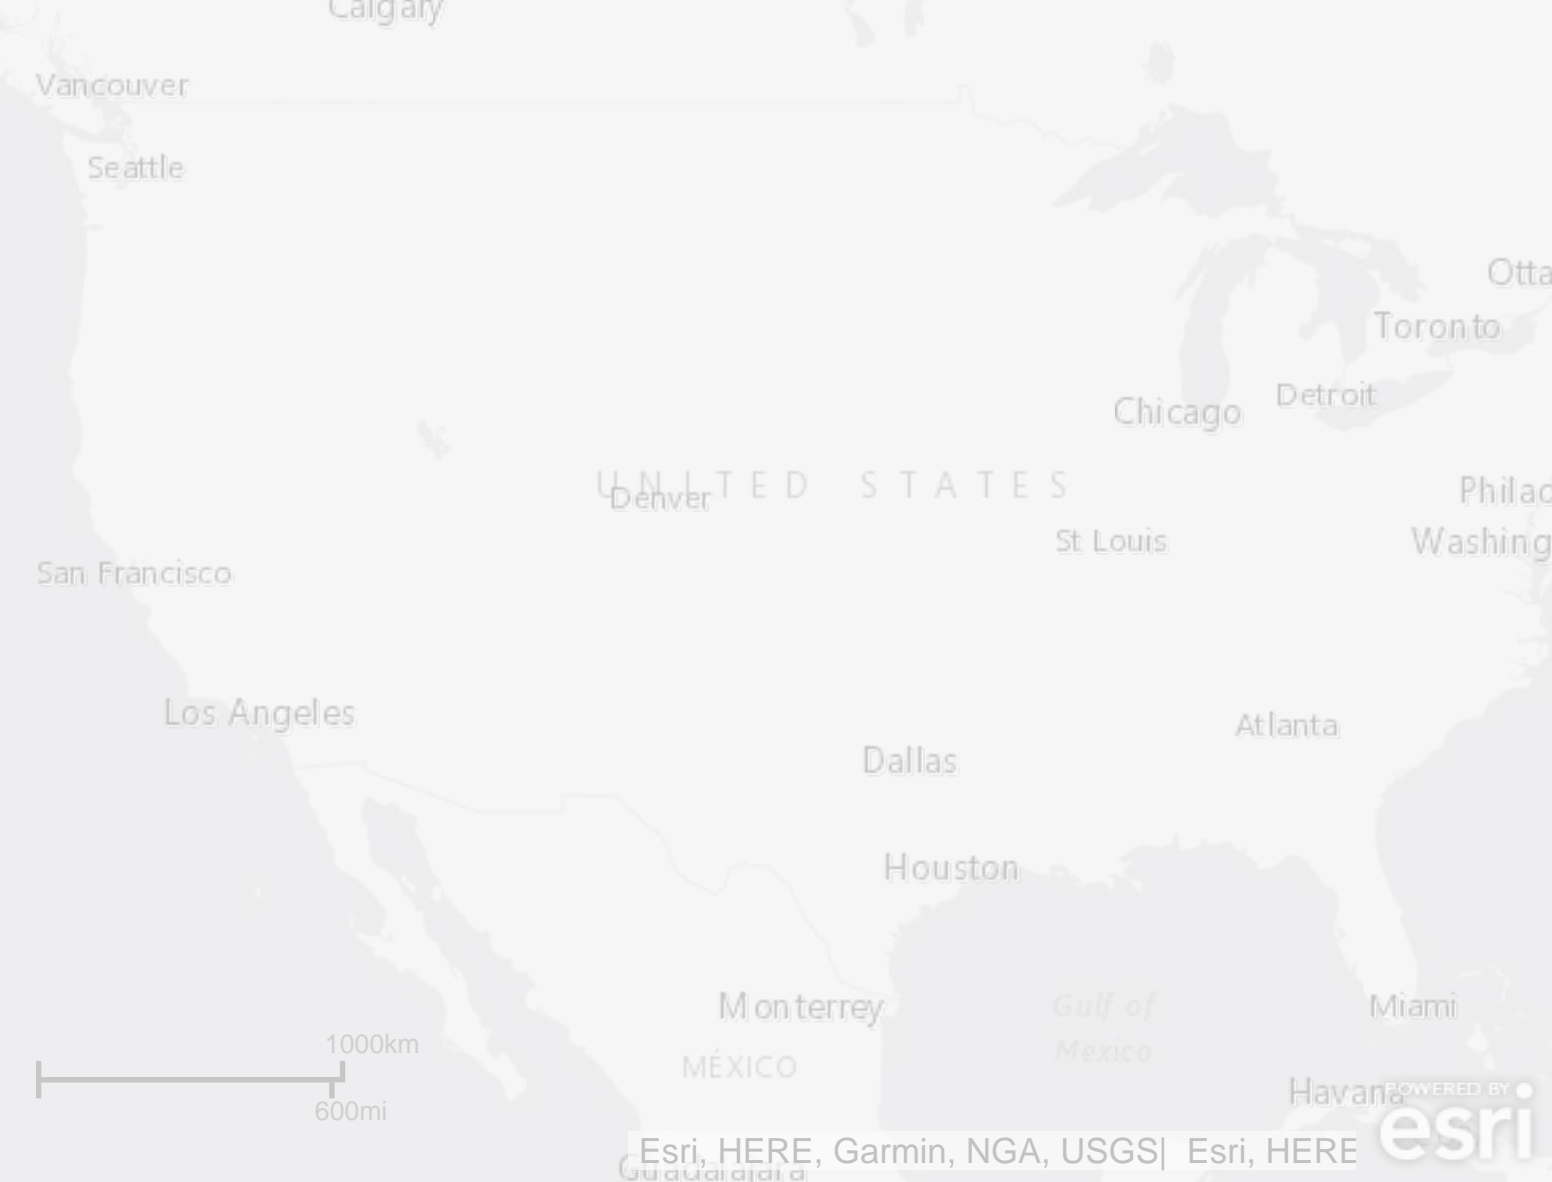 Calgary
Vancouver
Seattle
Otta
Toronto
Detroit
Chicago
UNITED STATES
Denver
Philad
St Louis
Washing
San Francisco
Los Angeles
Atlanta
Dallas
Houston
Monterrey
Gulf of
Mexico
Miami
MÉXICO
1000km
600mi
Havana
POWERED BY
esri
Esri, HERE, Garmin, NGA, USGS| Esri, HERE
Guadalajara